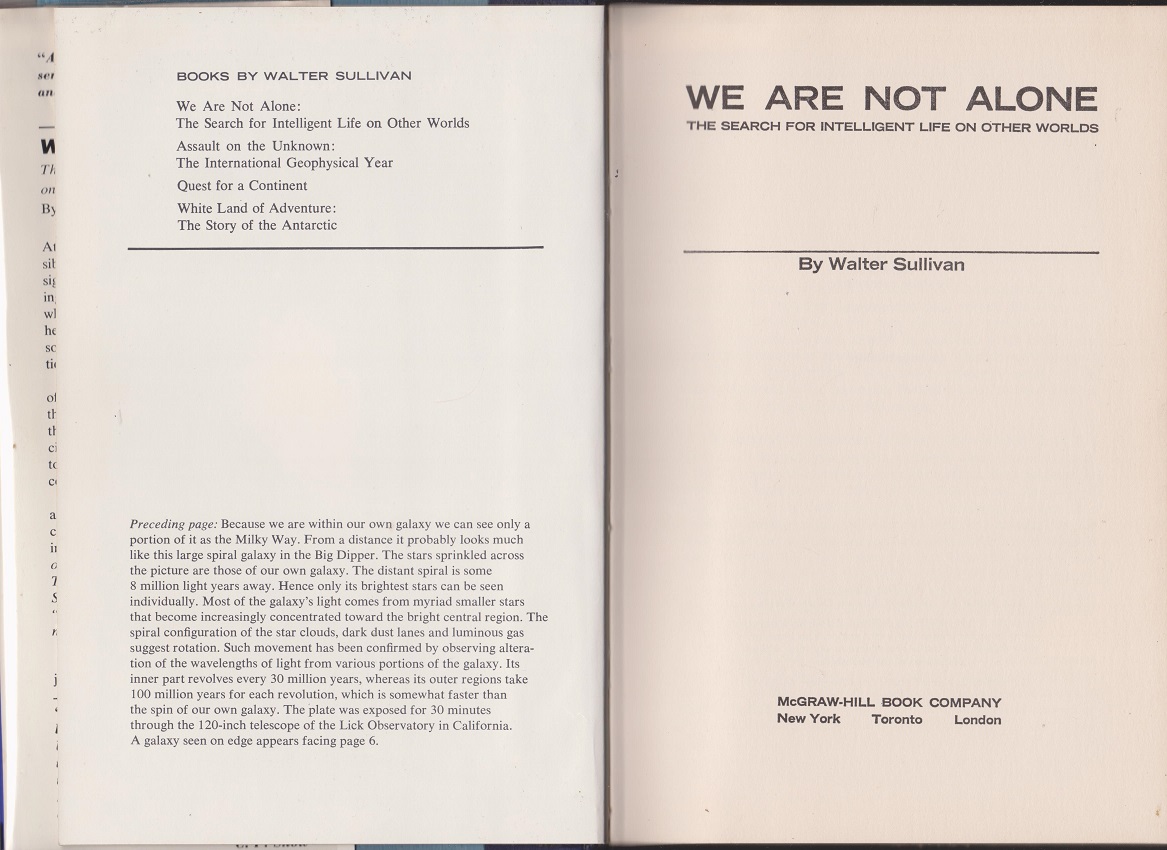 BOOKS BY WALTER SULLIVAN
We Are Not Alone:
The Search for Intelligent Life on Other Worlds
Assault on the Unknown:
The International Geophysical Year
Quest for a Continent
White Land of Adventure:
The Story of the Antarctic
Preceding page: Because we are within our own galaxy we can see only a
portion of it as the Milky Way. From a distance it probably looks much
like this large spiral galaxy in the Big Dipper. The stars sprinkled across
the picture are those of our own galaxy. The distant spiral is some
8 million light years away. Hence only its brightest stars can be seen
individually. Most of the galaxy's light comes from myriad smaller stars
that become increasingly concentrated toward the bright central region. The
spiral configuration of the star clouds, dark dust lanes and luminous gas
suggest rotation. Such movement has been confirmed by observing altera-
tion of the wavelengths of light from various portions of the galaxy. Its
inner part revolves every 30 million years, whereas its outer regions take
100 million years for each revolution, which is somewhat faster than
the spin of our own galaxy. The plate was exposed for 30 minutes
through the 120-inch telescope of the Lick Observatory in California.
A galaxy seen on edge appears facing page 6.
WE ARE NOT ALONE
THE SEARCH FOR INTELLIGENT LIFE ON OTHER WORLDS
By Walter Sullivan
McGRAW-HILL BOOK COMPANY
New York Toronto London